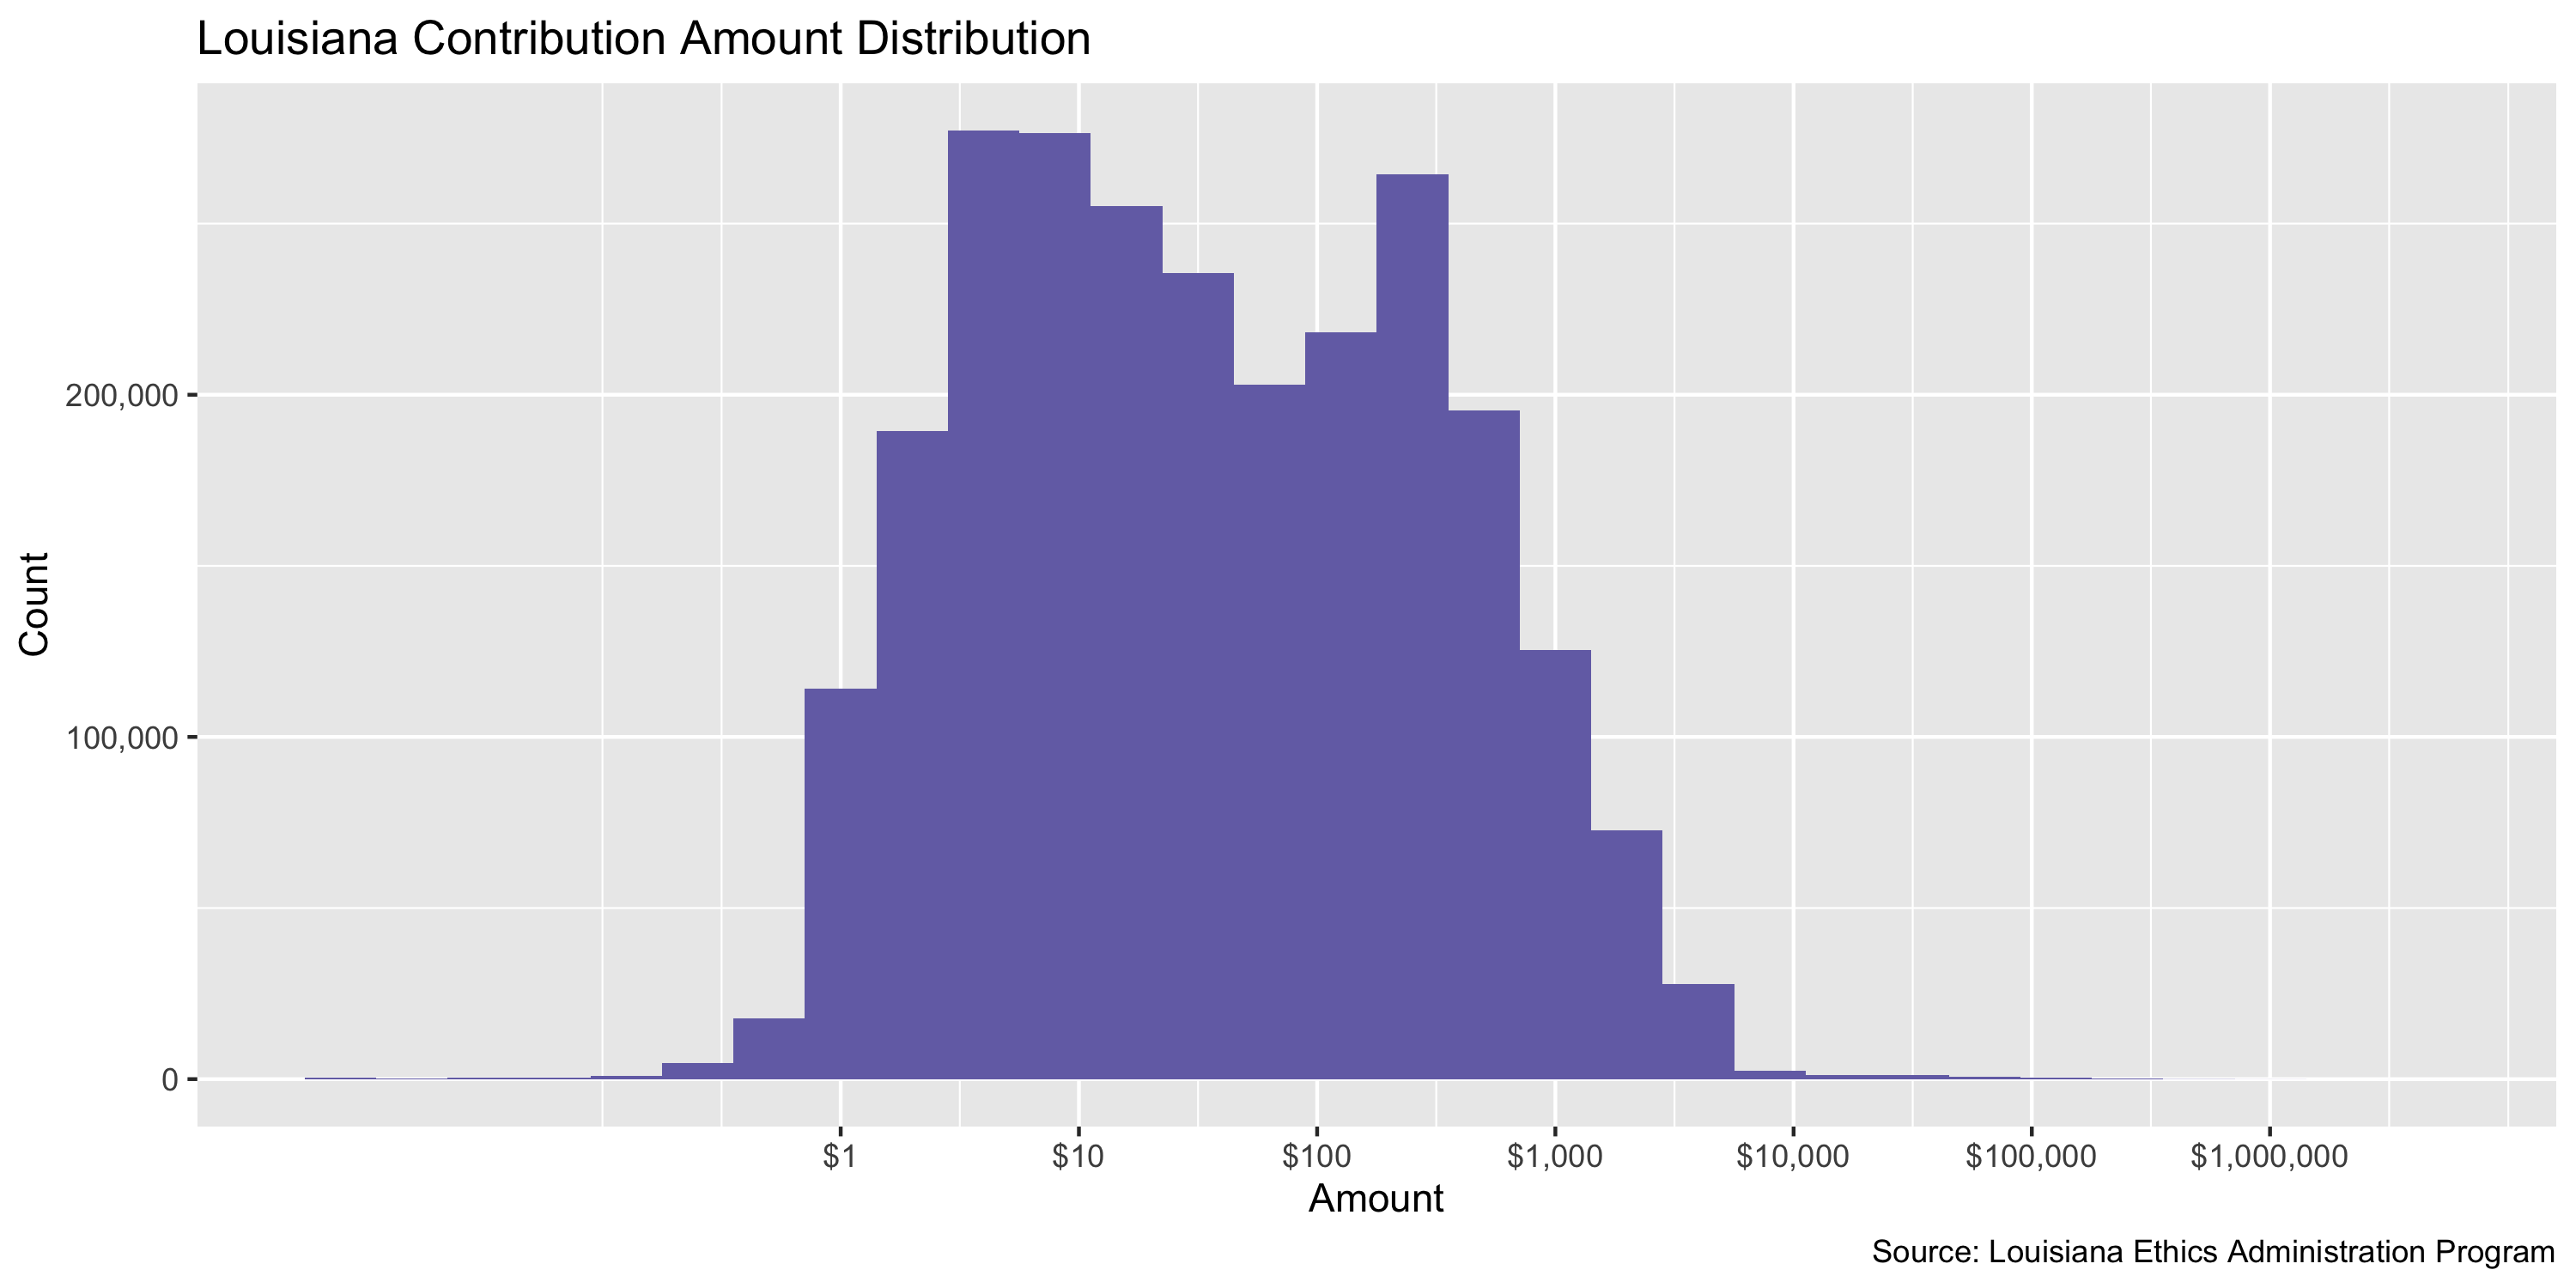 Louisiana Contribution Amount Distribution
Count
200,000
100,000
0
$1 $10 $100 $1,000 $10,000 $100,000 $1,000,000
Amount
Source: Louisiana Ethics Administration Program